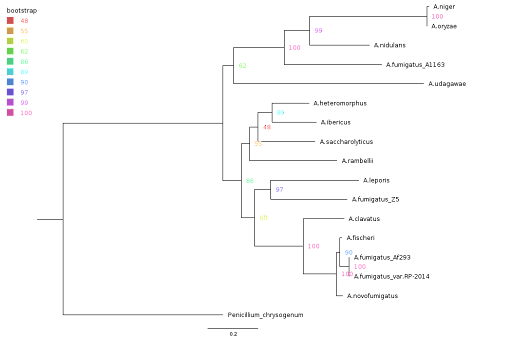 bootstrap
48
55
61
62
86
89
90
97
99
100
A.niger
100
A.oryzae
99
A.nidulans
100
A.fumigatus_A1163
62
A.udagawae
A.heteromorphus
89
A.ibericus
48
A.saccharolyticus
55
A.rambellii
86
A.leporis
97
A.fumigatus_Z5
A.clavatus
A.fischeri
100
90
A.fumigatus_Af293
100
100
A.fumigatus_var.RP-2014
A.novofumigatus
Penicillium_chrysogenum
0.2